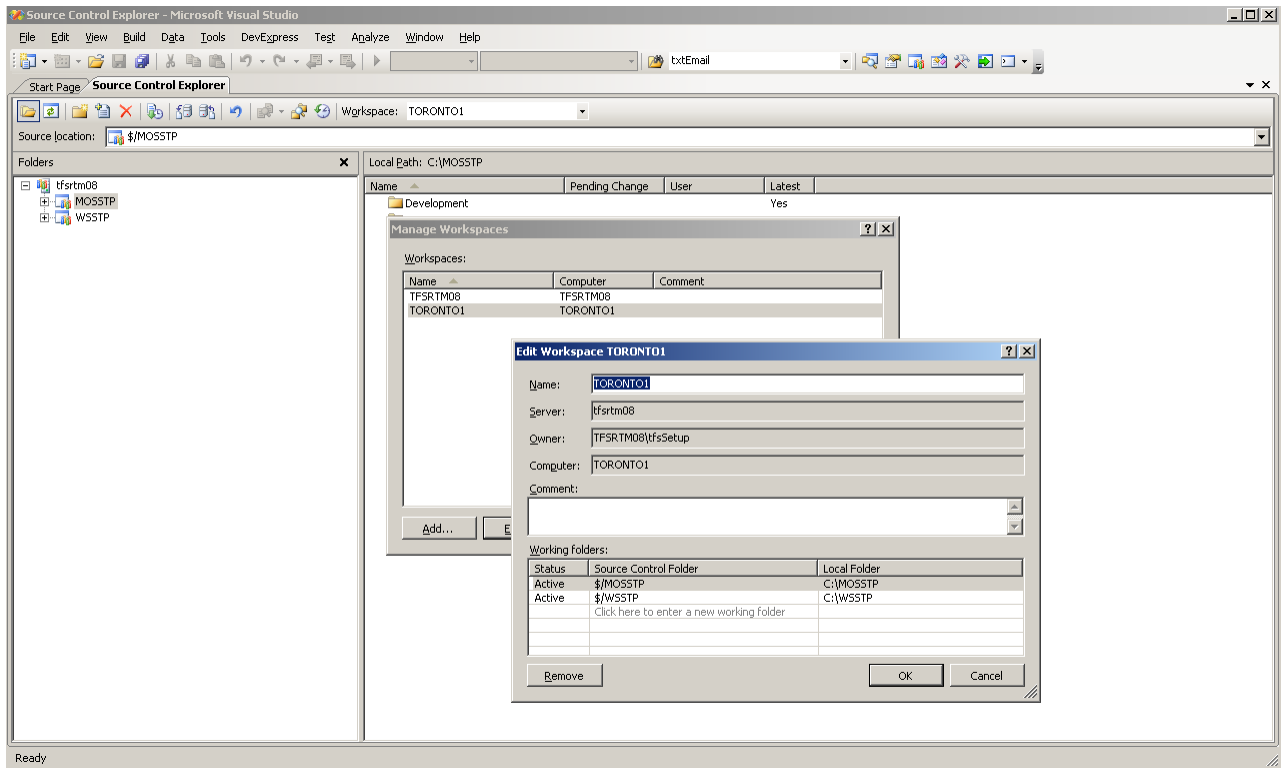 Source Control Explorer - Microsoft Visual Studio
File Edit View Build Data Tools DevExpress Test Analyze Window Help
txtEmail
Start Page Source Control Explorer
Workspace: TORONTO1
Source location: $/MOSSTP
Folders
Local Path: C:\MOSSTP
Name Pending Change User Latest
tfsrtm08
MOSSTP
WSSTP
Development Yes
Manage Workspaces
Workspaces:
Name Computer Comment
TFSRTM08 TFSRTM08
TORONTO1 TORONTO1
Add... E
Edit Workspace TORONTO1
Name: TORONTO1
Server: tfsrtm08
Owner: TFSRTM08\tfsSetup
Computer: TORONTO1
Comment:
Working folders:
Status Source Control Folder Local Folder
Active $/MOSSTP C:\MOSSTP
Active $/WSSTP C:\WSSTP
Click here to enter a new working folder
Remove OK Cancel
Ready